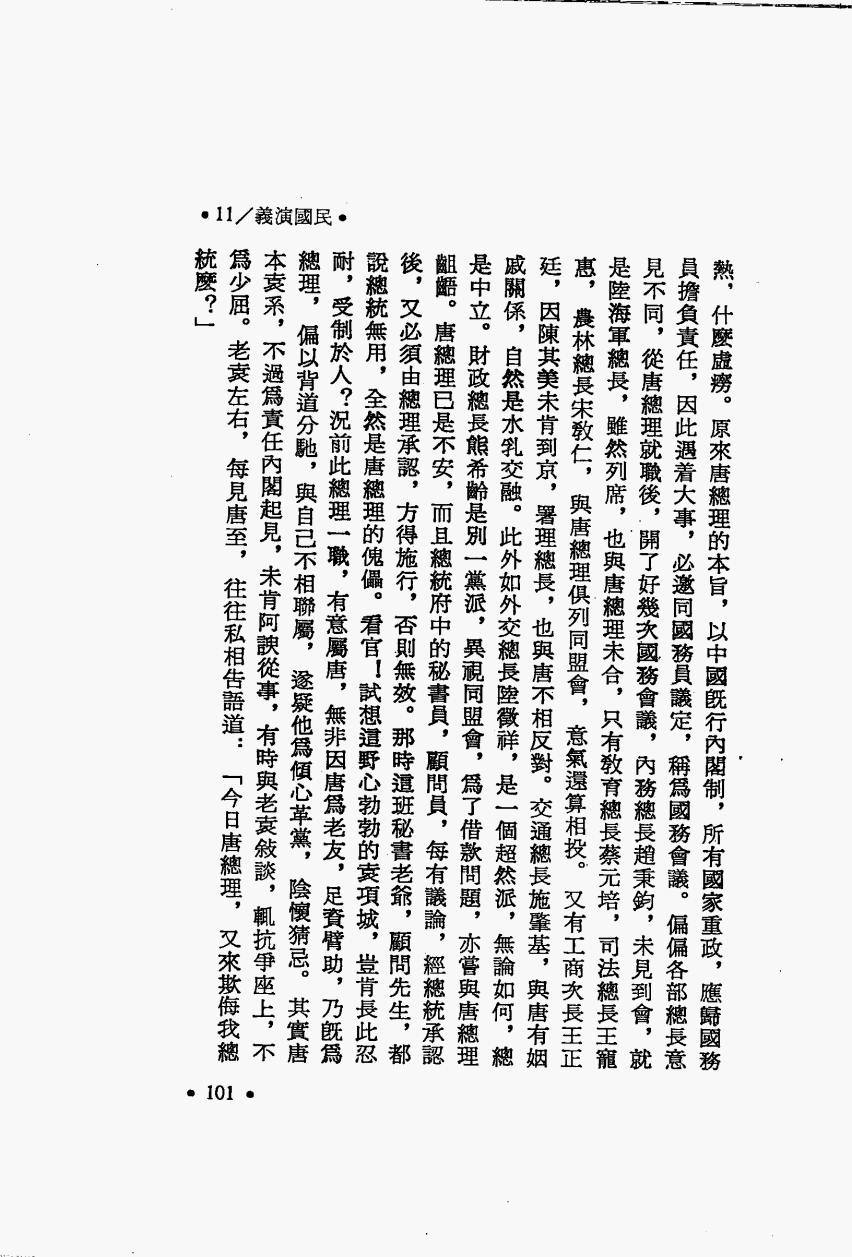 •11／義演國民•
熱，什麼虛癆。原來唐總理的本旨，以中國既行內閣制，所有國家重政，應歸國務
員擔負責任，因此遇着大事，必邀同國務員議定，稱爲國務會議。偏偏各部總長意
見不同，從唐總理就職後，開了好幾次國務會議，內務總長趙秉鈞，未見到會，就
是陸海軍總長，雖然列席，也與唐總理未合，只有敎育總長蔡元培，司法總長王寵
惠，農林總長宋敎仁，與唐總理俱列同盟會，意氣還算相投。又有工商次長王正
廷，因陳其美未肯到京，署理總長，也與唐不相反對。交通總長施肇基，與唐有姻
戚關係，自然是水乳交融。此外如外交總長陸徵祥，是一個超然派，無論如何，總
是中立。財政總長熊希齡是別一黨派，異視同盟會，爲了借款問題，亦嘗與唐總理
齟齬。唐總理已是不安，而且總統府中的秘書員，顧問員，每有議論，經總統承認
後，又必須由總理承認，方得施行，否則無效。那時這班秘書老爺，顧問先生，都
說總統無用，全然是唐總理的傀儡。看官！試想這野心勃勃的袁項城，豈肯長此忍
耐，受制於人？況前此總理一職，有意屬唐，無非因唐爲老友，足資臂助，乃既爲
總理，偏以背道分馳，與自己不相聯屬，遂疑他爲傾心革黨，陰懷猜忌。其實唐
本袁系，不過爲責任內閣起見，未肯阿諛從事，有時與老袁敍談，輒抗爭座上，不
爲少屈。老袁左右，每見唐至，往往私相告語道：「今日唐總理，又來欺侮我總
統麼？」
•101•